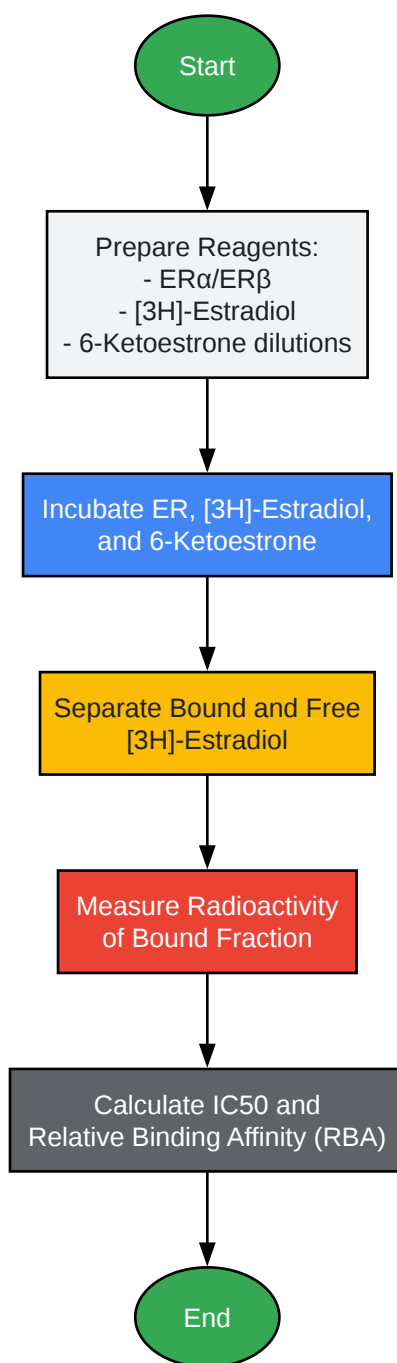 Start
Prepare Reagents:
- ERα/ERβ
- [3H]-Estradiol
- 6-Ketoestrone dilutions
Incubate ER, [3H]-Estradiol,
and 6-Ketoestrone
Separate Bound and Free
[3H]-Estradiol
Measure Radioactivity
of Bound Fraction
Calculate IC50 and
Relative Binding Affinity (RBA)
End